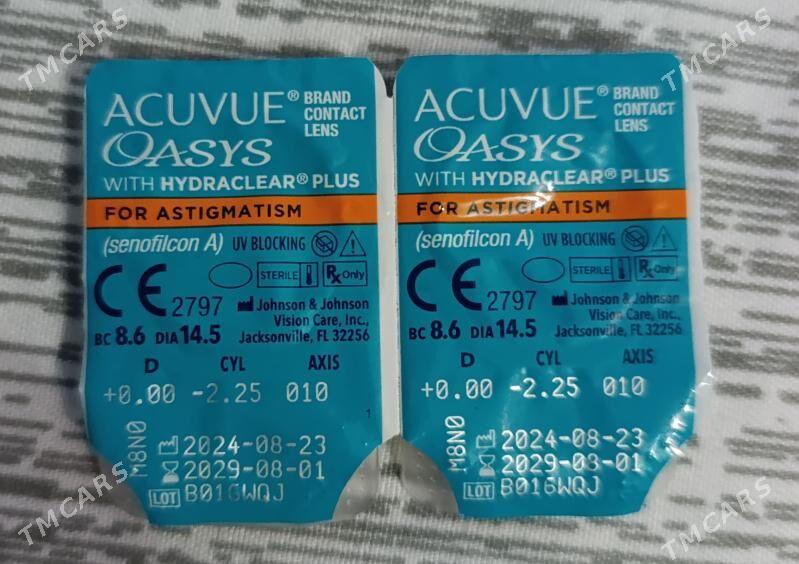 ACUVUE® BRAND CONTACT LENS
OASYS
WITH HYDRACLEAR® PLUS
FOR ASTIGMATISM
(senofilcon A) UV BLOCKING
STERILE Rx Only
CE 2797 Johnson & Johnson
Vision Care, Inc.,
BC 8.6 DIA 14.5 Jacksonville, FL 32256
D CYL AXIS
+0.00 -2.25 010
1
M8N0
2024-08-23
2029-08-01
LOT B016WQJ
ACUVUE® BRAND CONTACT LENS
OASYS
WITH HYDRACLEAR® PLUS
FOR ASTIGMATISM
(senofilcon A) UV BLOCKING
STERILE Rx Only
CE 2797 Johnson & Johnson
Vision Care, Inc.,
BC 8.6 DIA 14.5 Jacksonville, FL 32256
D CYL AXIS
+0.00 -2.25 010
M8N0
2024-08-23
2029-08-01
LOT B016WQJ
TMCARS
TMCARS
TMCARS
TMCARS
TMCARS